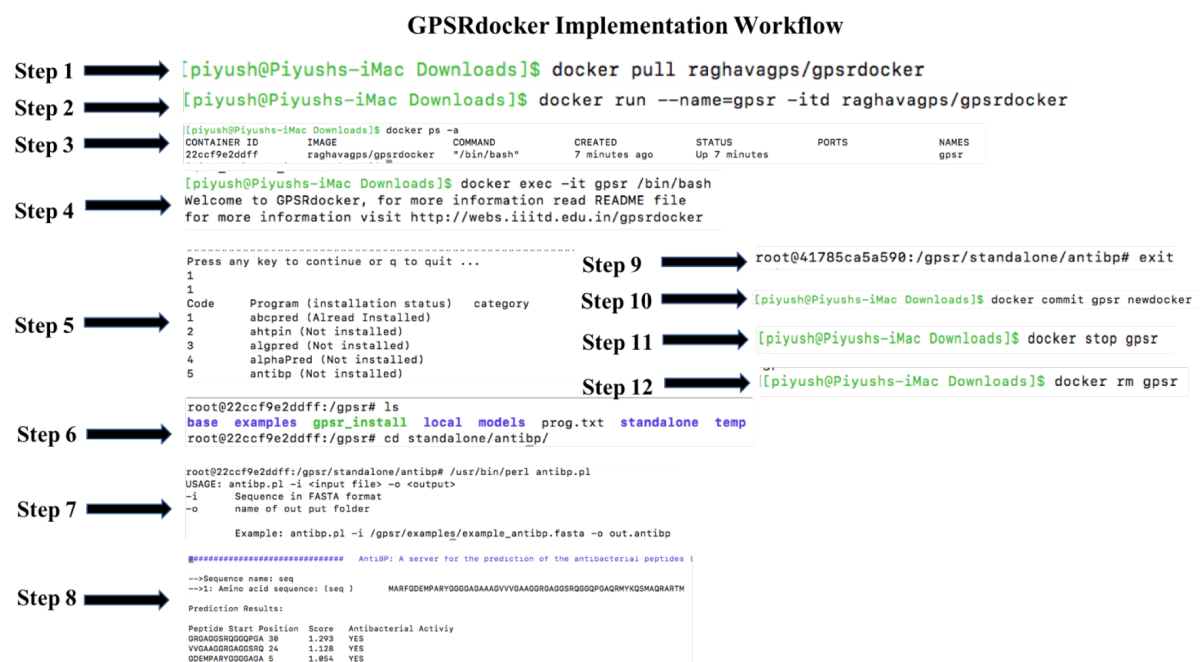 GPSRdocker Implementation Workflow
Step 1
[piyush@Piyushs-iMac Downloads]$ docker pull raghavagps/gpsrdocker
Step 2
[piyush@Piyushs-iMac Downloads]$ docker run --name=gpsr -itd raghavagps/gpsrdocker
Step 3
[piyush@Piyushs-iMac Downloads]$ docker ps -a
CONTAINER ID IMAGE COMMAND CREATED STATUS PORTS NAMES
22ccf9e2ddff raghavagps/gpsrdocker "/bin/bash" 7 minutes ago Up 7 minutes gpsr
Step 4
[piyush@Piyushs-iMac Downloads]$ docker exec -it gpsr /bin/bash
Welcome to GPSRdocker, for more information read README file
for more information visit http://webs.iiitd.edu.in/gpsrdocker
Step 5
Press any key to continue or q to quit ...
1
1
Code Program (installation status) category
1 abcpred (Alread Installed)
2 ahtpin (Not installed)
3 algpred (Not installed)
4 alphaPred (Not installed)
5 antibp (Not installed)
Step 6
root@22ccf9e2ddff:/gpsr# ls
base examples gpsr_install local models prog.txt standalone temp
root@22ccf9e2ddff:/gpsr# cd standalone/antibp/
Step 7
root@22ccf9e2ddff:/gpsr/standalone/antibp# /usr/bin/perl antibp.pl
USAGE: antibp.pl -i <input file> -o <output>
-i Sequence in FASTA format
-o name of out put folder
Example: antibp.pl -i /gpsr/examples/example_antibp.fasta -o out.antibp
Step 8
############################## AntiBP: A server for the prediction of the antibacterial peptides
-->Sequence name: seq
-->1: Amino acid sequence: (seq ) MARFGDEMPARYGGGGAGAAAGVVVGAAGGRGAGGSRQGGQPGAQRMYKQSMAQRARTM
Prediction Results:
Peptide Start Position Score Antibacterial Activiy
GRGAGGSRQGGQPGA 30 1.293 YES
VVGAAGGRGAGGSRQ 24 1.128 YES
GDEMPARYGGGGAGA 5 1.054 YES
Step 9
root@41785ca5a590:/gpsr/standalone/antibp# exit
Step 10
[piyush@Piyushs-iMac Downloads]$ docker commit gpsr newdocker
Step 11
[piyush@Piyushs-iMac Downloads]$ docker stop gpsr
Step 12
[piyush@Piyushs-iMac Downloads]$ docker rm gpsr